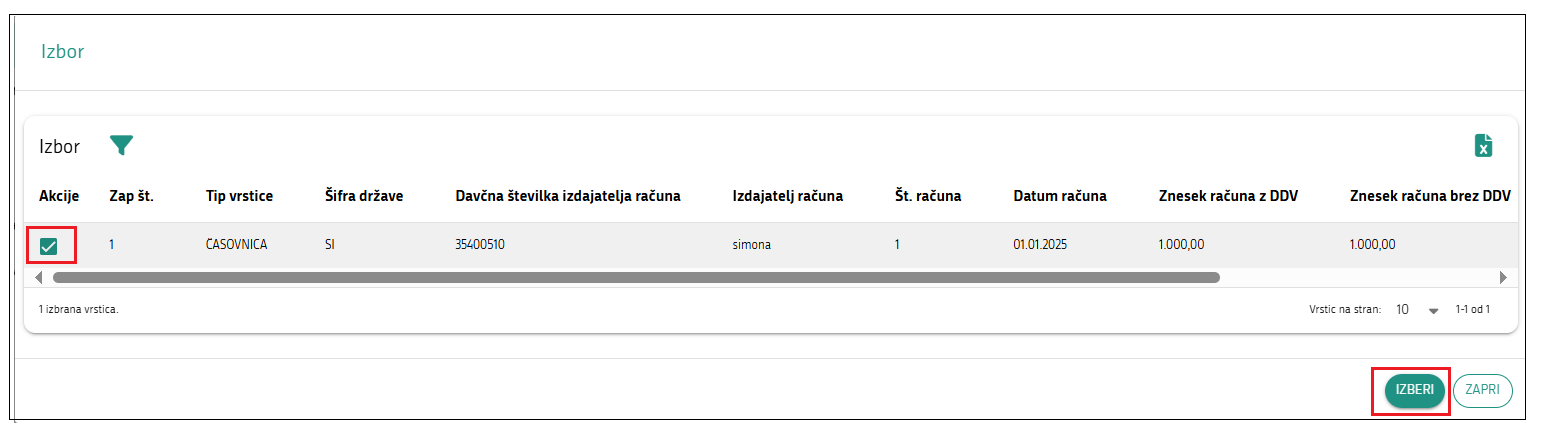 Izbor
Izbor
Akcije Zap št. Tip vrstice Šifra države Davčna številka izdajatelja računa Izdajatelj računa Št. računa Datum računa Znesek računa z DDV Znesek računa brez DDV
1 ČASOVNICA SI 35400510 simona 1 01.01.2025 1.000,00 1.000,00
1 izbrana vrstica. Vrstic na stran: 10 1-1 od 1
IZBERI ZAPRI